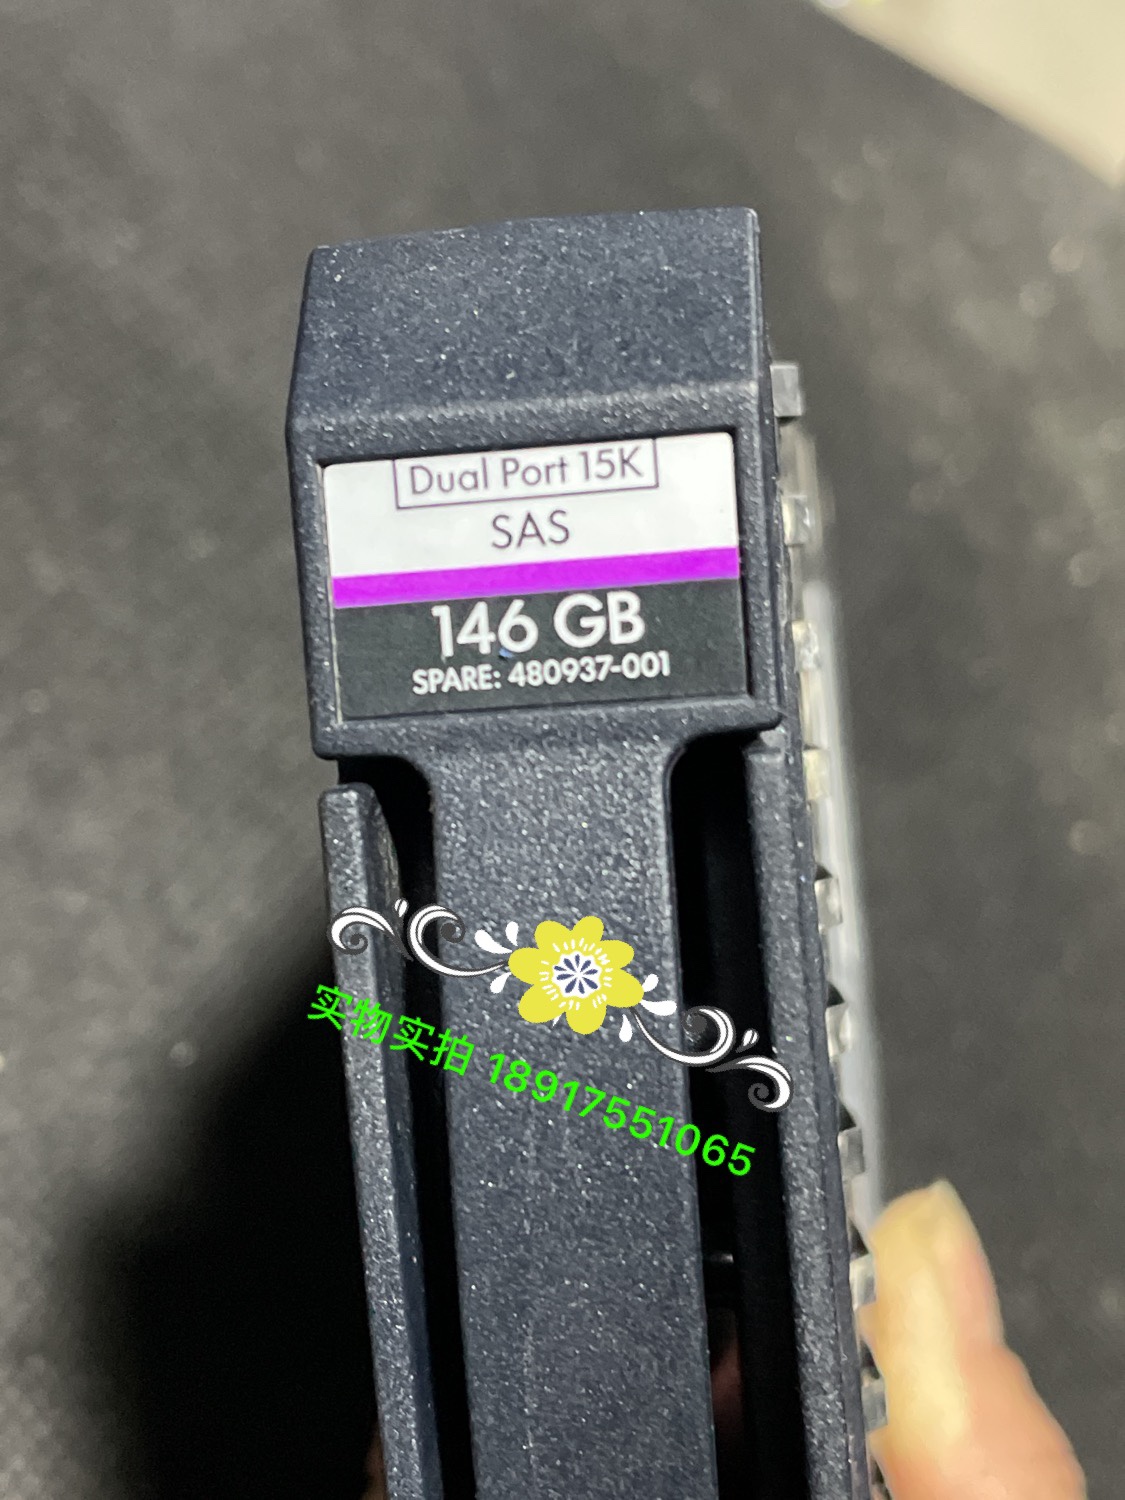 Dual Port 15K
SAS
146 GB
SPARE: 480937-001
实物实拍 18917551065